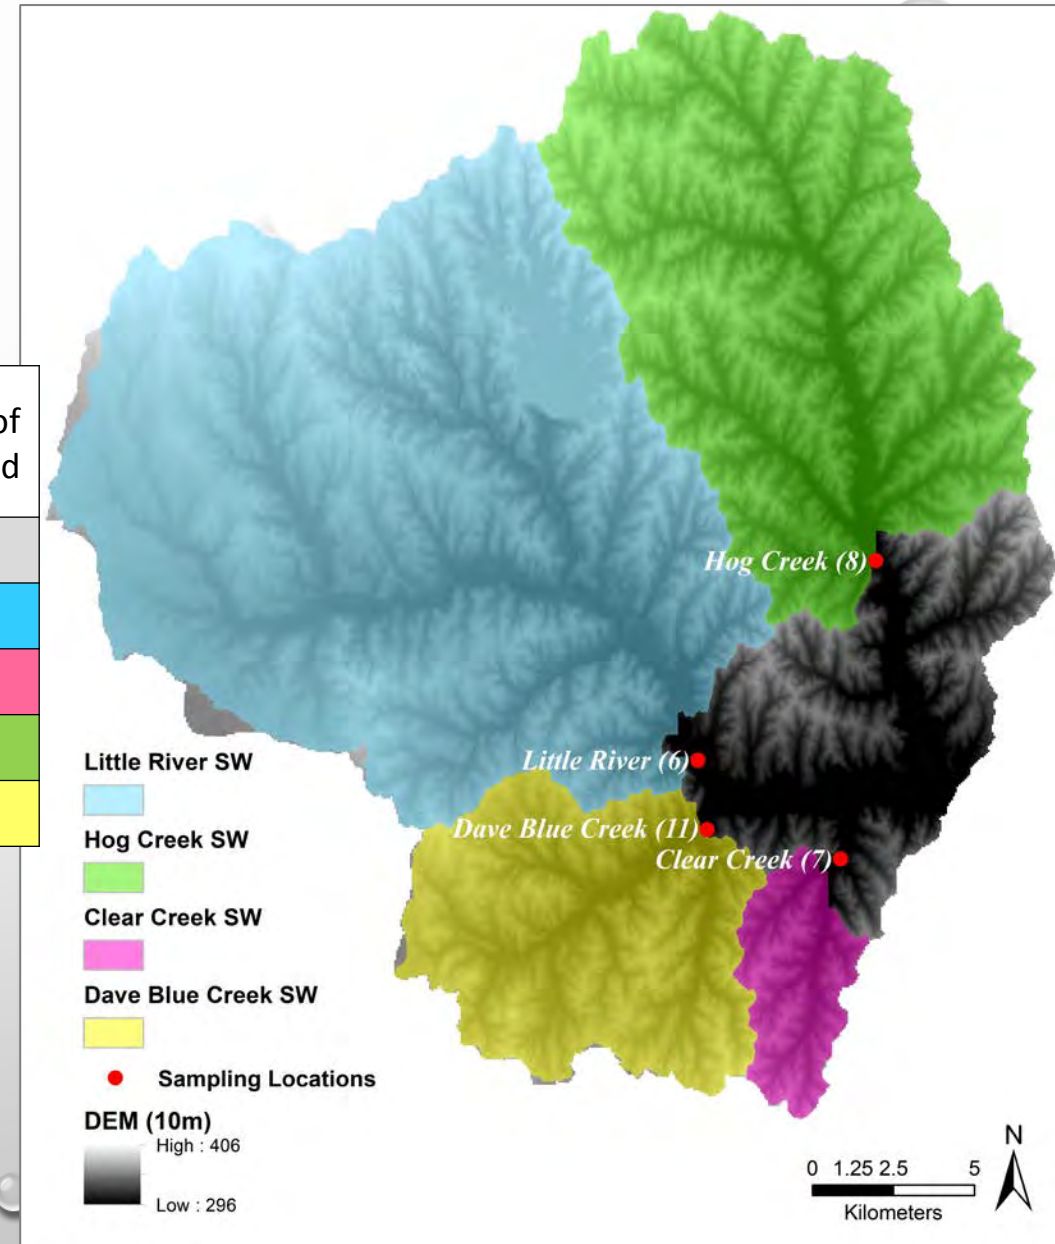 of
d
Hog Creek (8)
Little River (6)
Dave Blue Creek (11)
Clear Creek (7)
Little River SW
Hog Creek SW
Clear Creek SW
Dave Blue Creek SW
Sampling Locations
DEM (10m)
High : 406
Low : 296
N
0 1.25 2.5 5
Kilometers